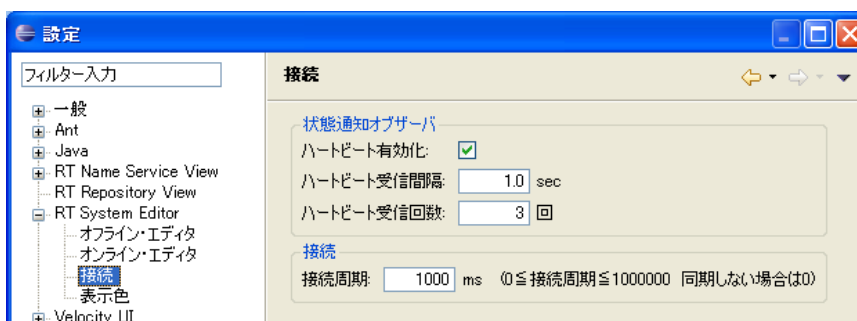 設定
フィルター入力
一般
Ant
Java
RT Name Service View
RT Repository View
RT System Editor
オフライン・エディタ
オンライン・エディタ
接続
表示色
Velocity UI
接続
状態通知オブザーバ
ハートビート有効化:
ハートビート受信間隔: 1.0 sec
ハートビート受信回数: 3 回
接続
接続周期: 1000 ms (0≦接続周期≦1000000 同期しない場合は0)